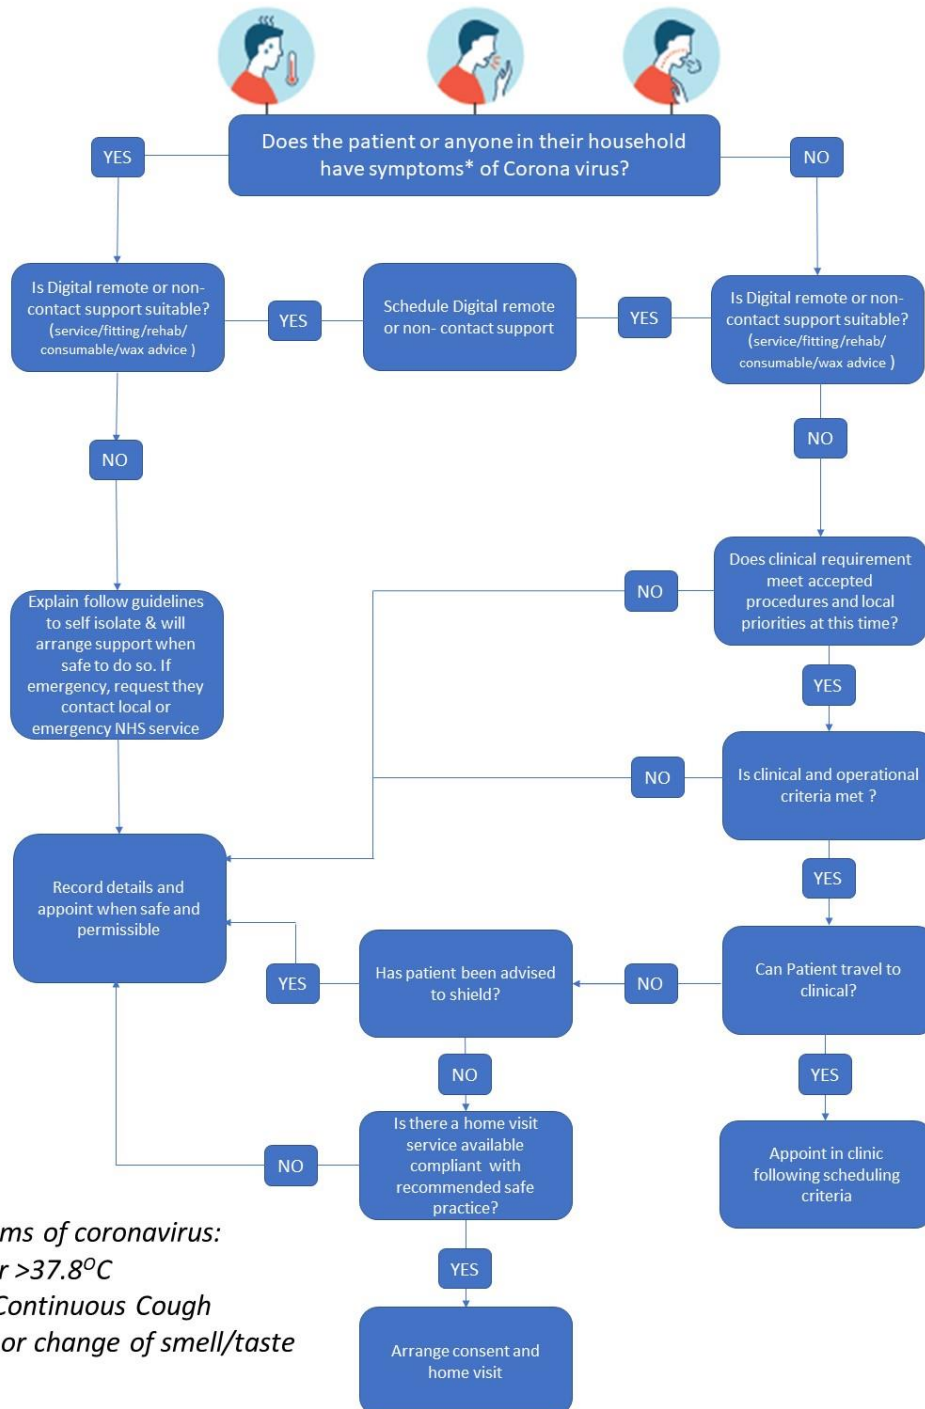 Does the patient or anyone in their household
have symptoms* of Corona virus?
YES
NO
Is Digital remote or non-
contact support suitable?
(service/fitting/rehab/
consumable/wax advice )
YES
Schedule Digital remote
or non- contact support
YES
Is Digital remote or non-
contact support suitable?
(service/fitting/rehab/
consumable/wax advice )
NO
NO
Does clinical requirement
meet accepted
procedures and local
priorities at this time?
NO
Explain follow guidelines
to self isolate & will
arrange support when
safe to do so. If
emergency, request they
contact local or
emergency NHS service
YES
Is clinical and operational
criteria met ?
NO
YES
Record details and
appoint when safe and
permissible
Can Patient travel to
clinical?
NO
Has patient been advised
to shield?
YES
NO
YES
Is there a home visit
service available
compliant with
recommended safe
practice?
NO
Appoint in clinic
following scheduling
criteria
YES
Arrange consent and
home visit
of coronavirus:
>37.8ᴼC
Continuous Cough
or change of smell/taste